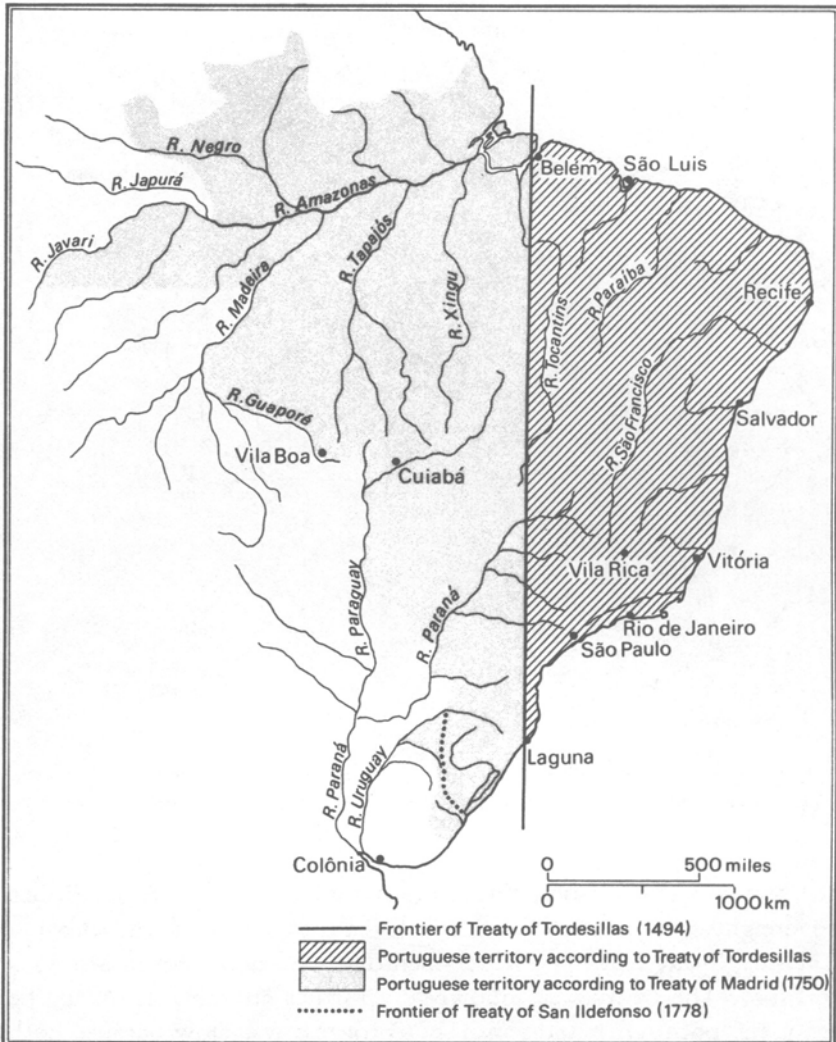 R. Negro
R. Japurá
R. Amazonas
R. Javari
R. Madeira
R. Tapajós
R. Xingu
Belém
São Luis
R. Paraíba
Recife
R. Tocantins
R. São Francisco
Salvador
R. Guaporé
Vila Boa
Cuiabá
Vila Rica
Vitória
R. Paraguay
R. Paraná
Rio de Janeiro
São Paulo
Laguna
R. Paraná
R. Uruguay
Colônia
0 500 miles
0 1000 km
Frontier of Treaty of Tordesillas (1494)
Portuguese territory according to Treaty of Tordesillas
Portuguese territory according to Treaty of Madrid (1750)
Frontier of Treaty of San Ildefonso (1778)